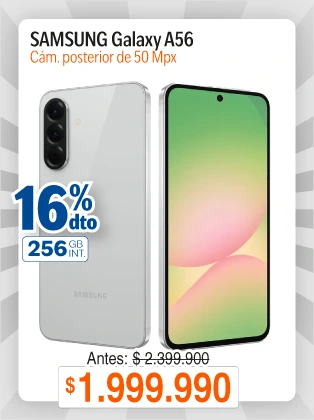 SAMSUNG Galaxy A56
Cám. posterior de 50 Mpx
16% dto
256 GB INT.
SAMSUNG
Antes: $ 2.399.900
$ 1.999.990